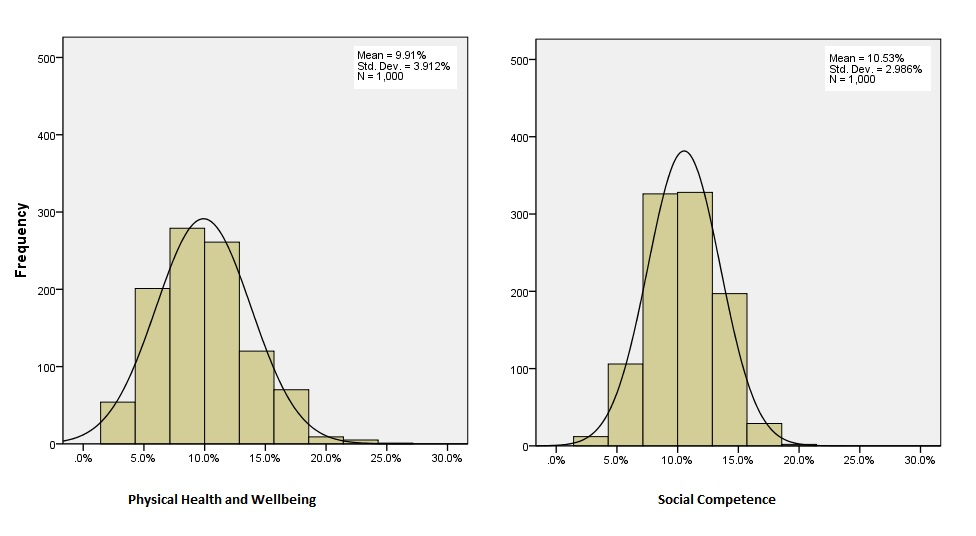 Mean = 9.91%
Std. Dev. = 3.912%
N = 1,000
500
400
300
200
100
0
Frequency
.0% 5.0% 10.0% 15.0% 20.0% 25.0% 30.0%
Physical Health and Wellbeing
Mean = 10.53%
Std. Dev. = 2.986%
N = 1,000
500
400
300
200
100
0
.0% 5.0% 10.0% 15.0% 20.0% 25.0% 30.0%
Social Competence